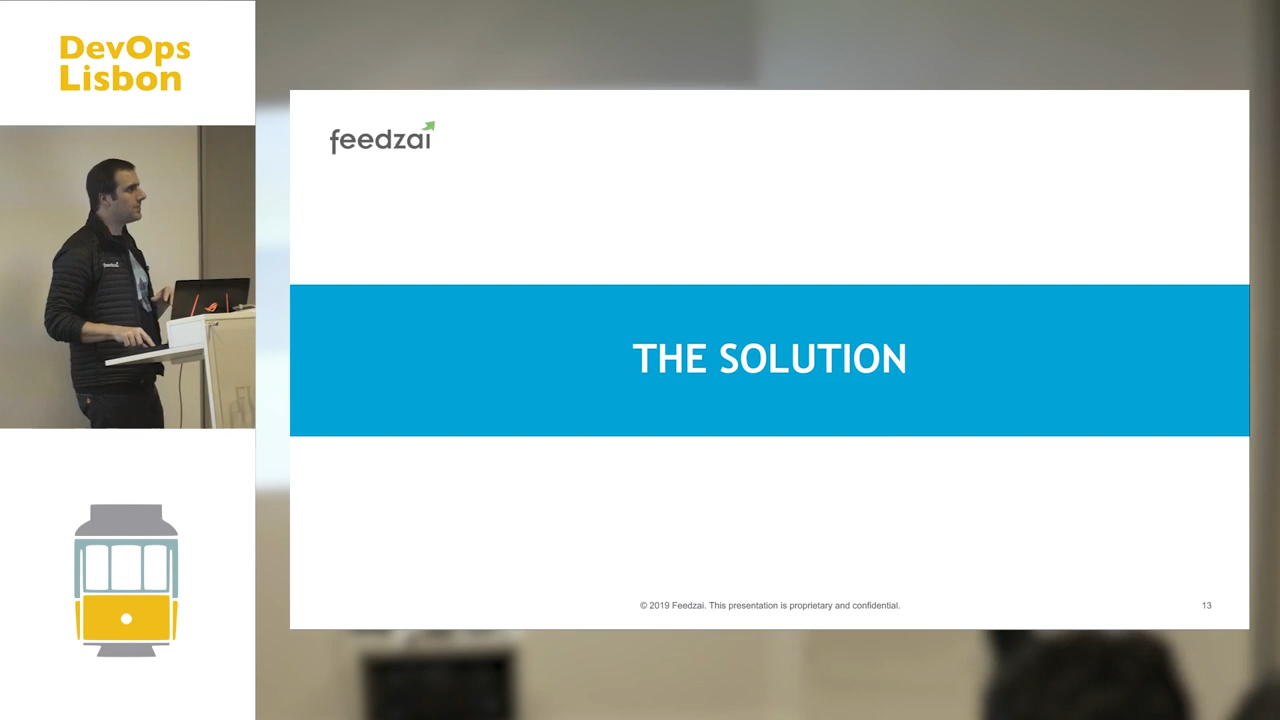 DevOps
Lisbon
feedzai
THE SOLUTION
© 2019 Feedzai. This presentation is proprietary and confidential.
13